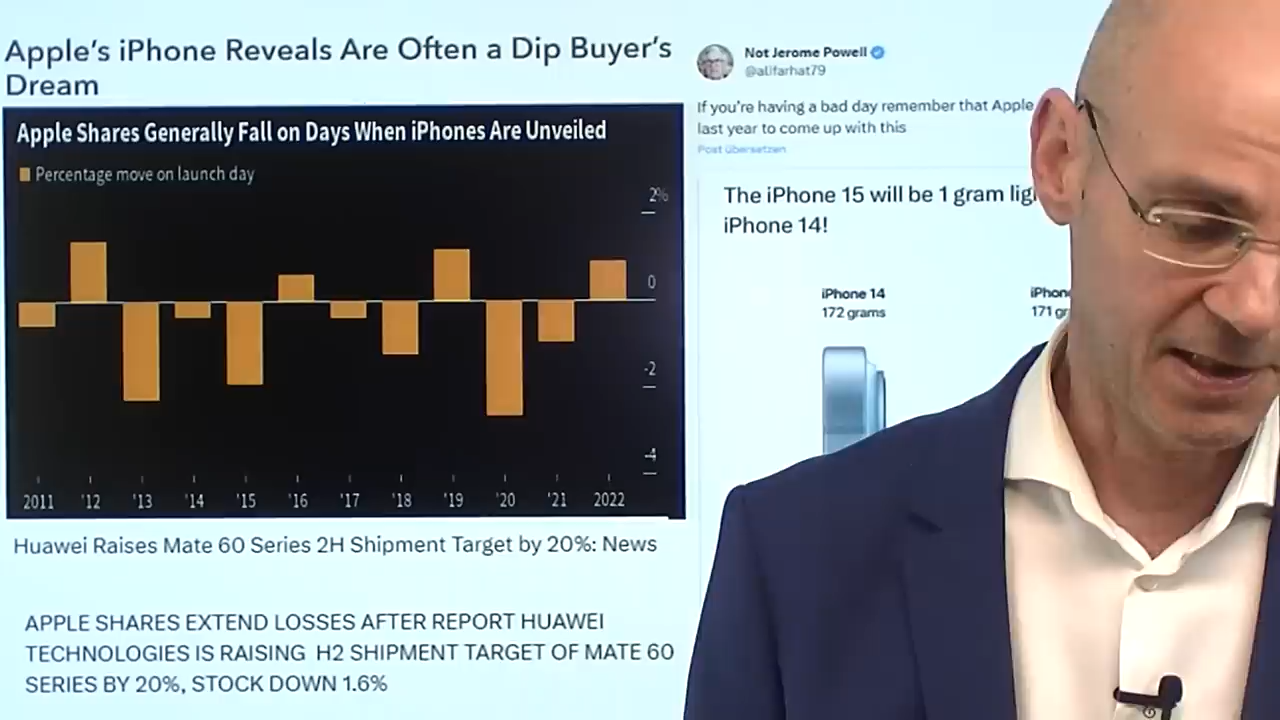 Apple's iPhone Reveals Are Often a Dip Buyer's
Dream
Apple Shares Generally Fall on Days When iPhones Are Unveiled
Percentage move on launch day
2%
0
-2
-4
2011 '12 '13 '14 '15 '16 '17 '18 '19 '20 '21 2022
Huawei Raises Mate 60 Series 2H Shipment Target by 20%: News
APPLE SHARES EXTEND LOSSES AFTER REPORT HUAWEI
TECHNOLOGIES IS RAISING H2 SHIPMENT TARGET OF MATE 60
SERIES BY 20%, STOCK DOWN 1.6%
Not Jerome Powell
@alifarhat79
If you're having a bad day remember that Apple
last year to come up with this
Post übersetzen
The iPhone 15 will be 1 gram
iPhone 14!
iPhone 14
172 grams
171